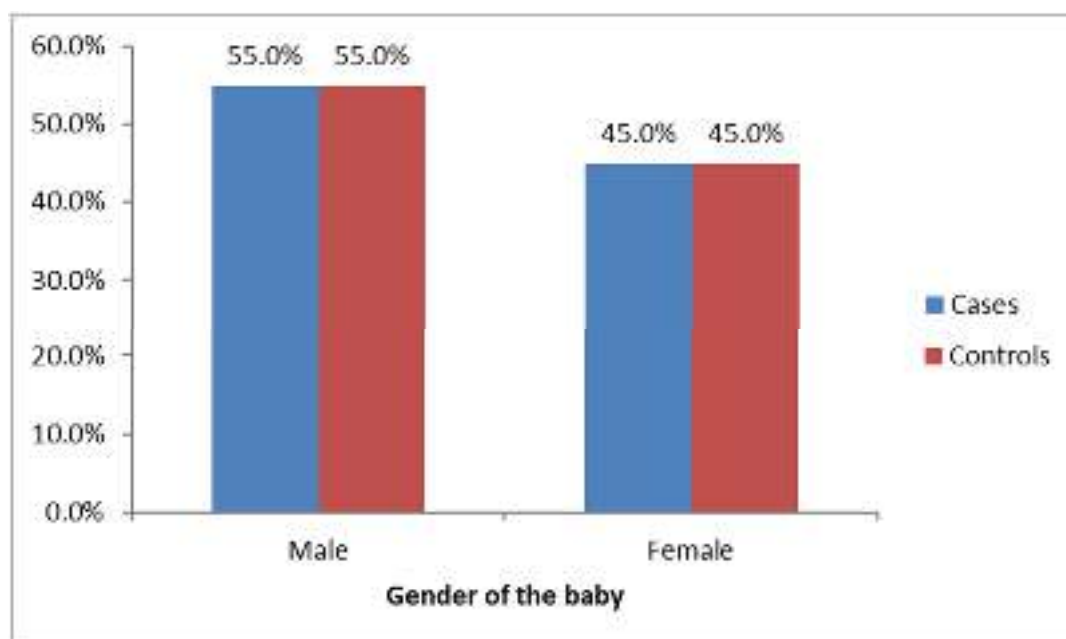 60.0%
50.0%
40.0%
30.0%
20.0%
10.0%
0.0%
55.0% 55.0%
45.0% 45.0%
Male Female
Gender of the baby
Cases
Controls